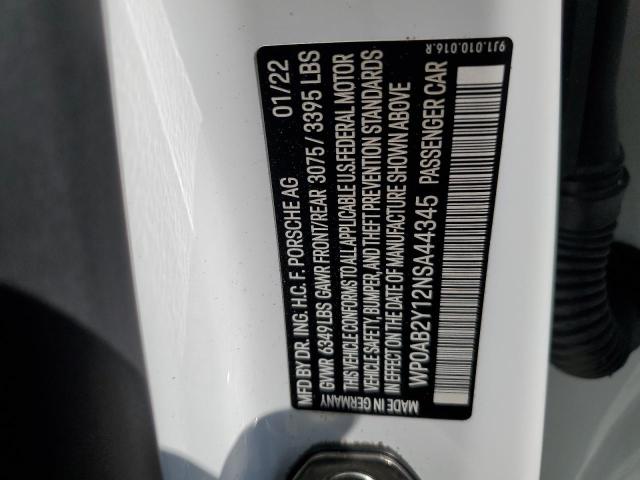 MFD BY DR. ING. H.C. F. PORSCHE AG 01/22
GVWR 6349 LBS GAWR FRONT/REAR 3075 / 3395 LBS
THIS VEHICLE CONFORMS TO ALL APPLICABLE U.S.FEDERAL MOTOR
VEHICLE SAFETY, BUMPER, AND THEFT PREVENTION STANDARDS
IN EFFECT ON THE DATE OF MANUFACTURE SHOWN ABOVE
WP0AB2Y12NSA44345 PASSENGER CAR
MADE IN GERMANY
9J1.010.016.R